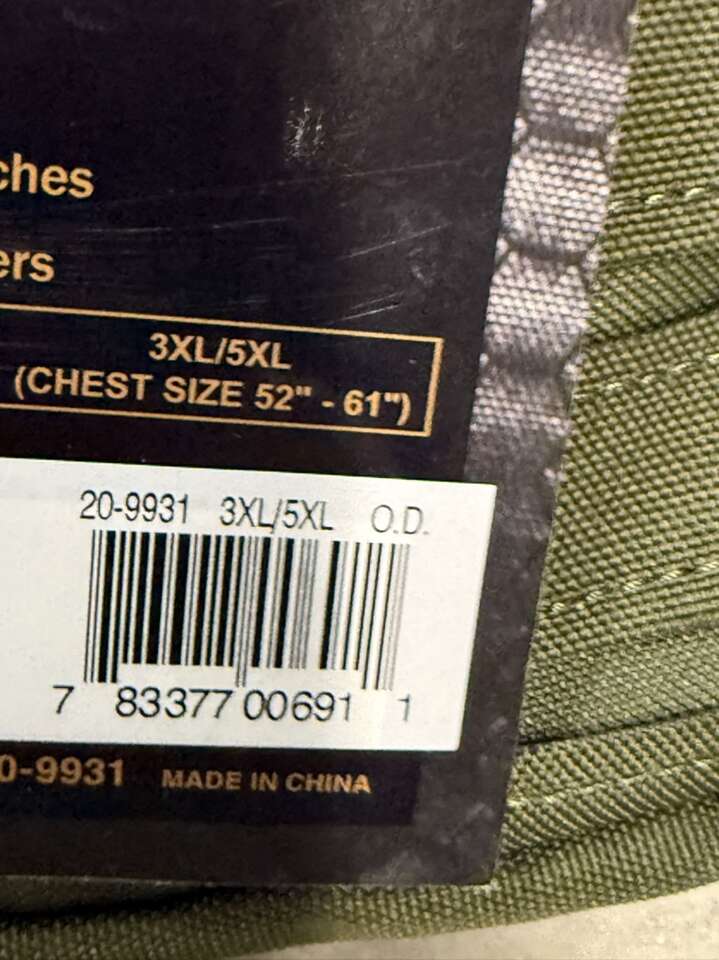 ches
ers
3XL/5XL
(CHEST SIZE 52" - 61")
20-9931 3XL/5XL O.D.
7 83377 00691 1
0-9931 MADE IN CHINA